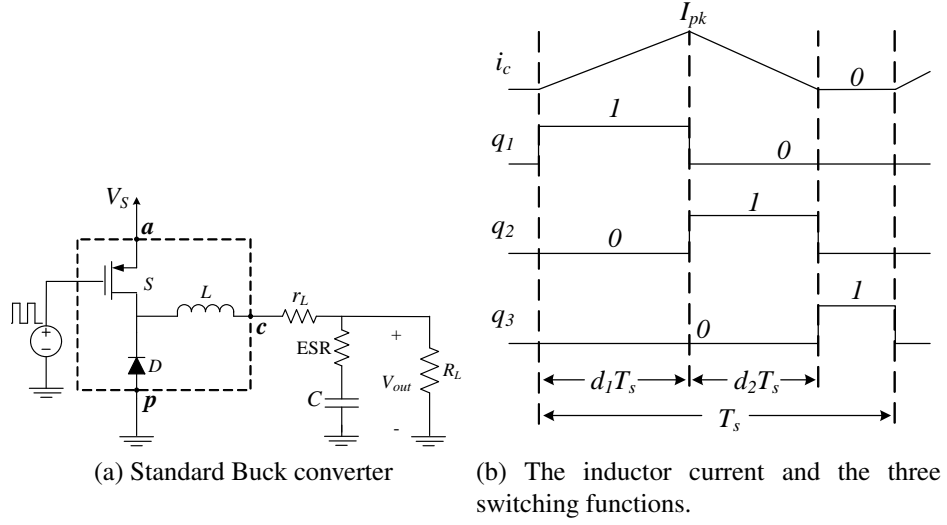 V_S
a
S
L
c
r_L
ESR
D
p
C
+
V_out
-
R_L
+
-
(a) Standard Buck converter
I_pk
i_c
0
q_1
1
0
q_2
0
1
q_3
0
1
d_1T_s
d_2T_s
T_s
(b) The inductor current and the three
switching functions.